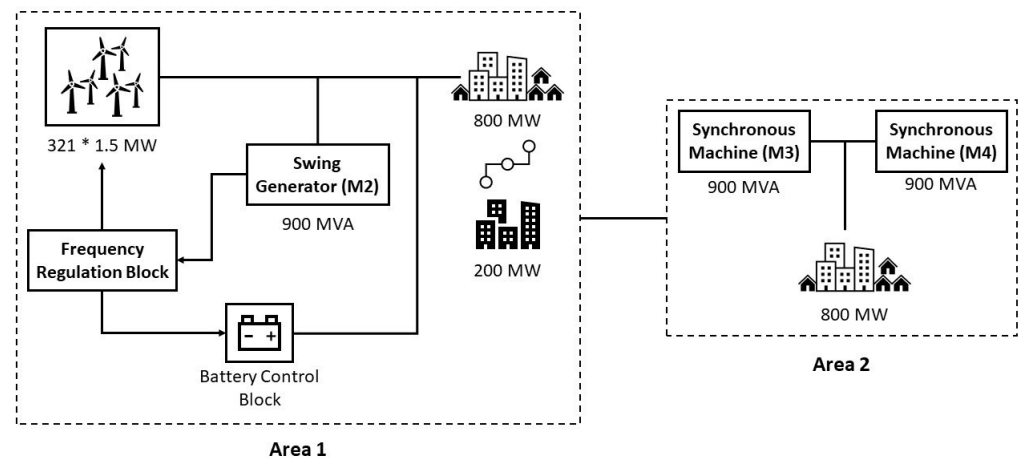 321 * 1.5 MW
Swing
Generator (M2)
900 MVA
Frequency
Regulation Block
Battery Control
Block
800 MW
200 MW
Area 1
Synchronous
Machine (M3)
900 MVA
Synchronous
Machine (M4)
900 MVA
800 MW
Area 2